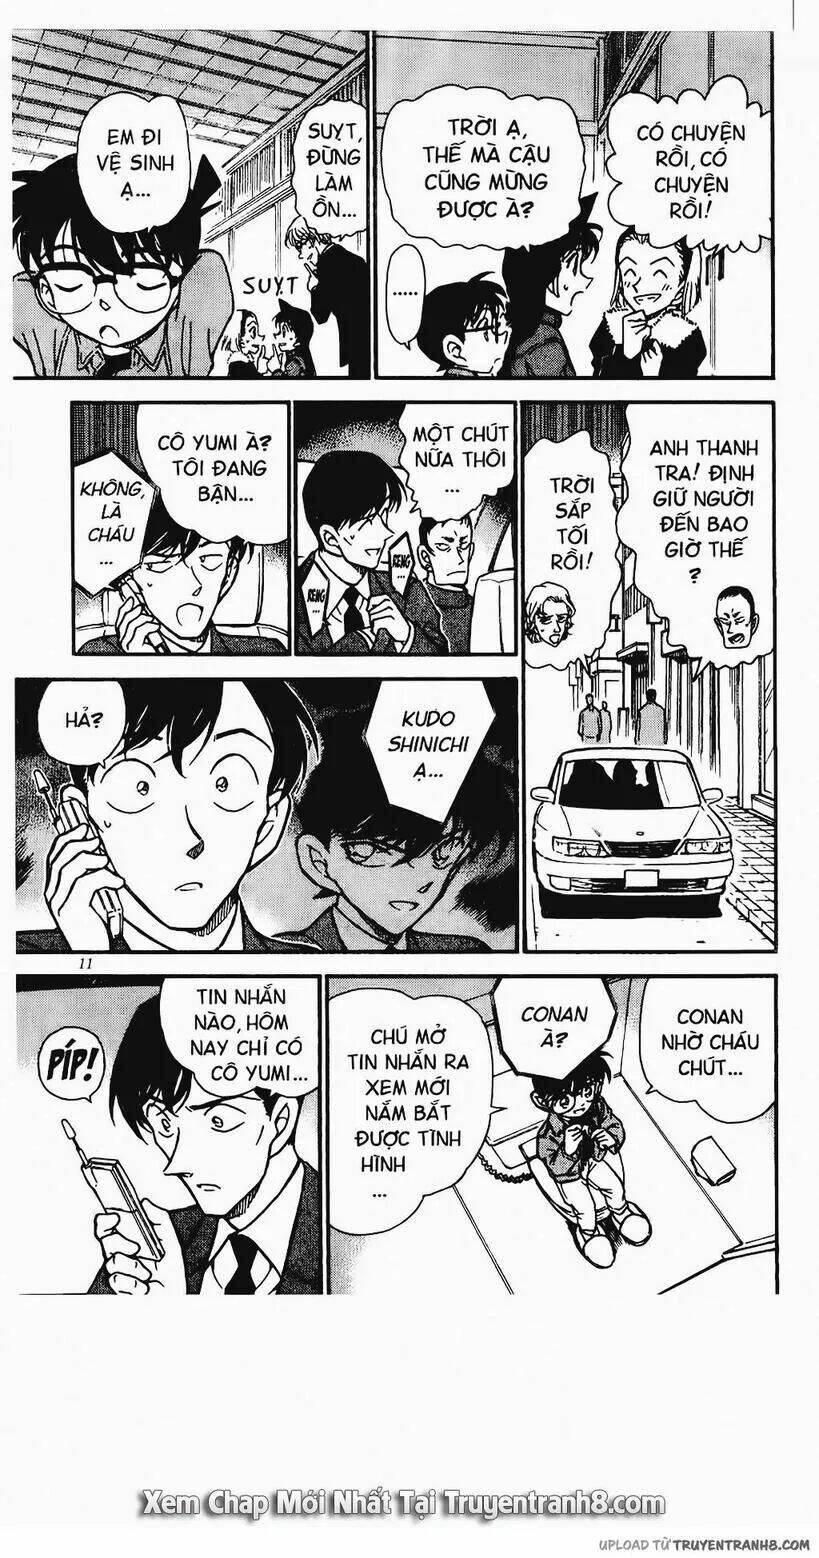 CÓ CHUYỆN
RỒI, CÓ
CHUYỆN
RỒI!
TRỜI Ạ,
THẾ MÀ CẬU
CŨNG MỪNG
ĐƯỢC À?
......
SUỴT,
ĐỪNG
LÀM
ỒN...
SUỴT
EM ĐI
VỆ SINH
Ạ...
ANH THANH
TRA! ĐỊNH
GIỮ NGƯỜI
ĐẾN BAO
GIỜ THẾ
?
TRỜI
SẮP
TỐI
RỒI!
MỘT CHÚT
NỮA THÔI
...
RENG
...
RENG
...
CÔ YUMI À?
TÔI ĐANG
BẬN...
KHÔNG,
LÀ
CHÁU
...
KUDO
SHINICHI
Ạ...
HẢ?
11
CONAN
NHỜ CHÁU
CHÚT...
CONAN
À?
CHÚ MỞ
TIN NHẮN RA
XEM MỚI
NẮM BẮT
ĐƯỢC TÌNH
HÌNH
...
TIN NHẮN
NÀO, HÔM
NAY CHỈ CÓ
CÔ YUMI...
PÍP!
Xem Chap Mới Nhất Tại Truyentranh8.com
UPLOAD TỪ TRUYENTRANH8.COM